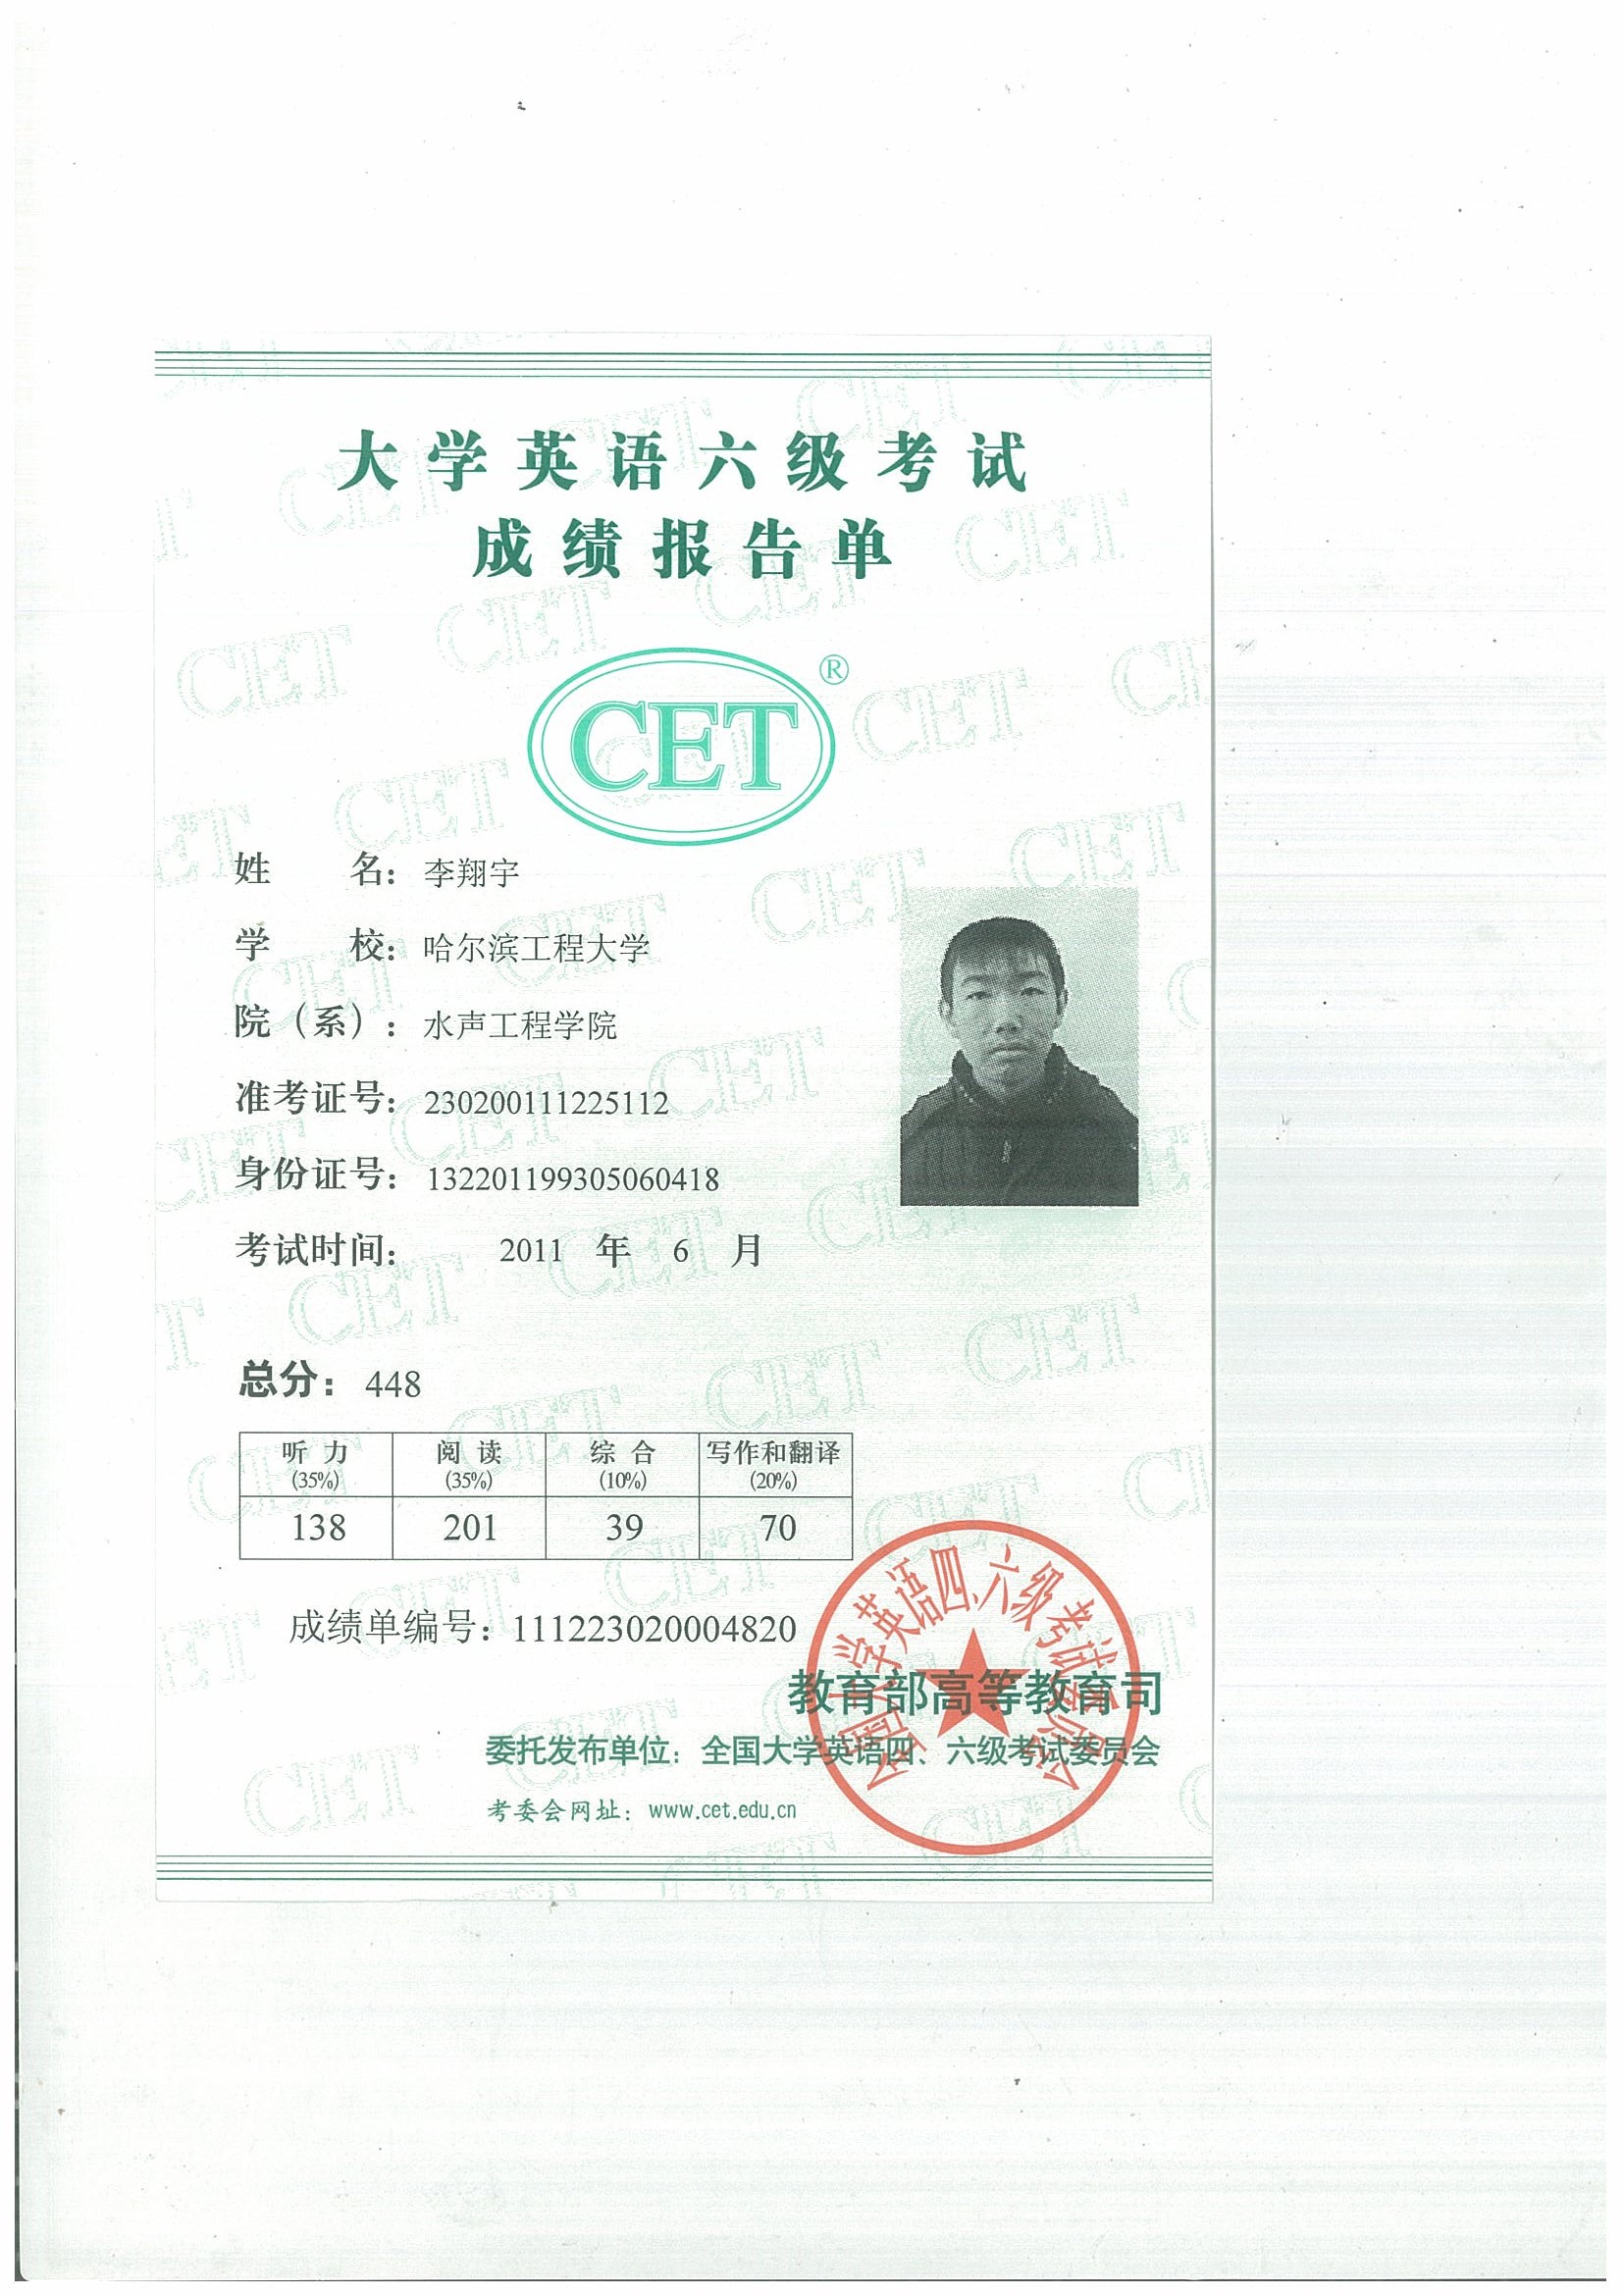 大学英语六级考试
成绩报告单
CET®
姓 名：李翔宇
学 校：哈尔滨工程大学
院（系）：水声工程学院
准考证号：230200111225112
身份证号：132201199305060418
考试时间： 2011 年 6 月
总分：448
听力 阅读 综合 写作和翻译
(35%) (35%) (10%) (20%)
138 201 39 70
成绩单编号：111223020004820
全国大学英语四、六级考试委员会
教育部高等教育司
委托发布单位：全国大学英语四、六级考试委员会
考委会网址：www.cet.edu.cn